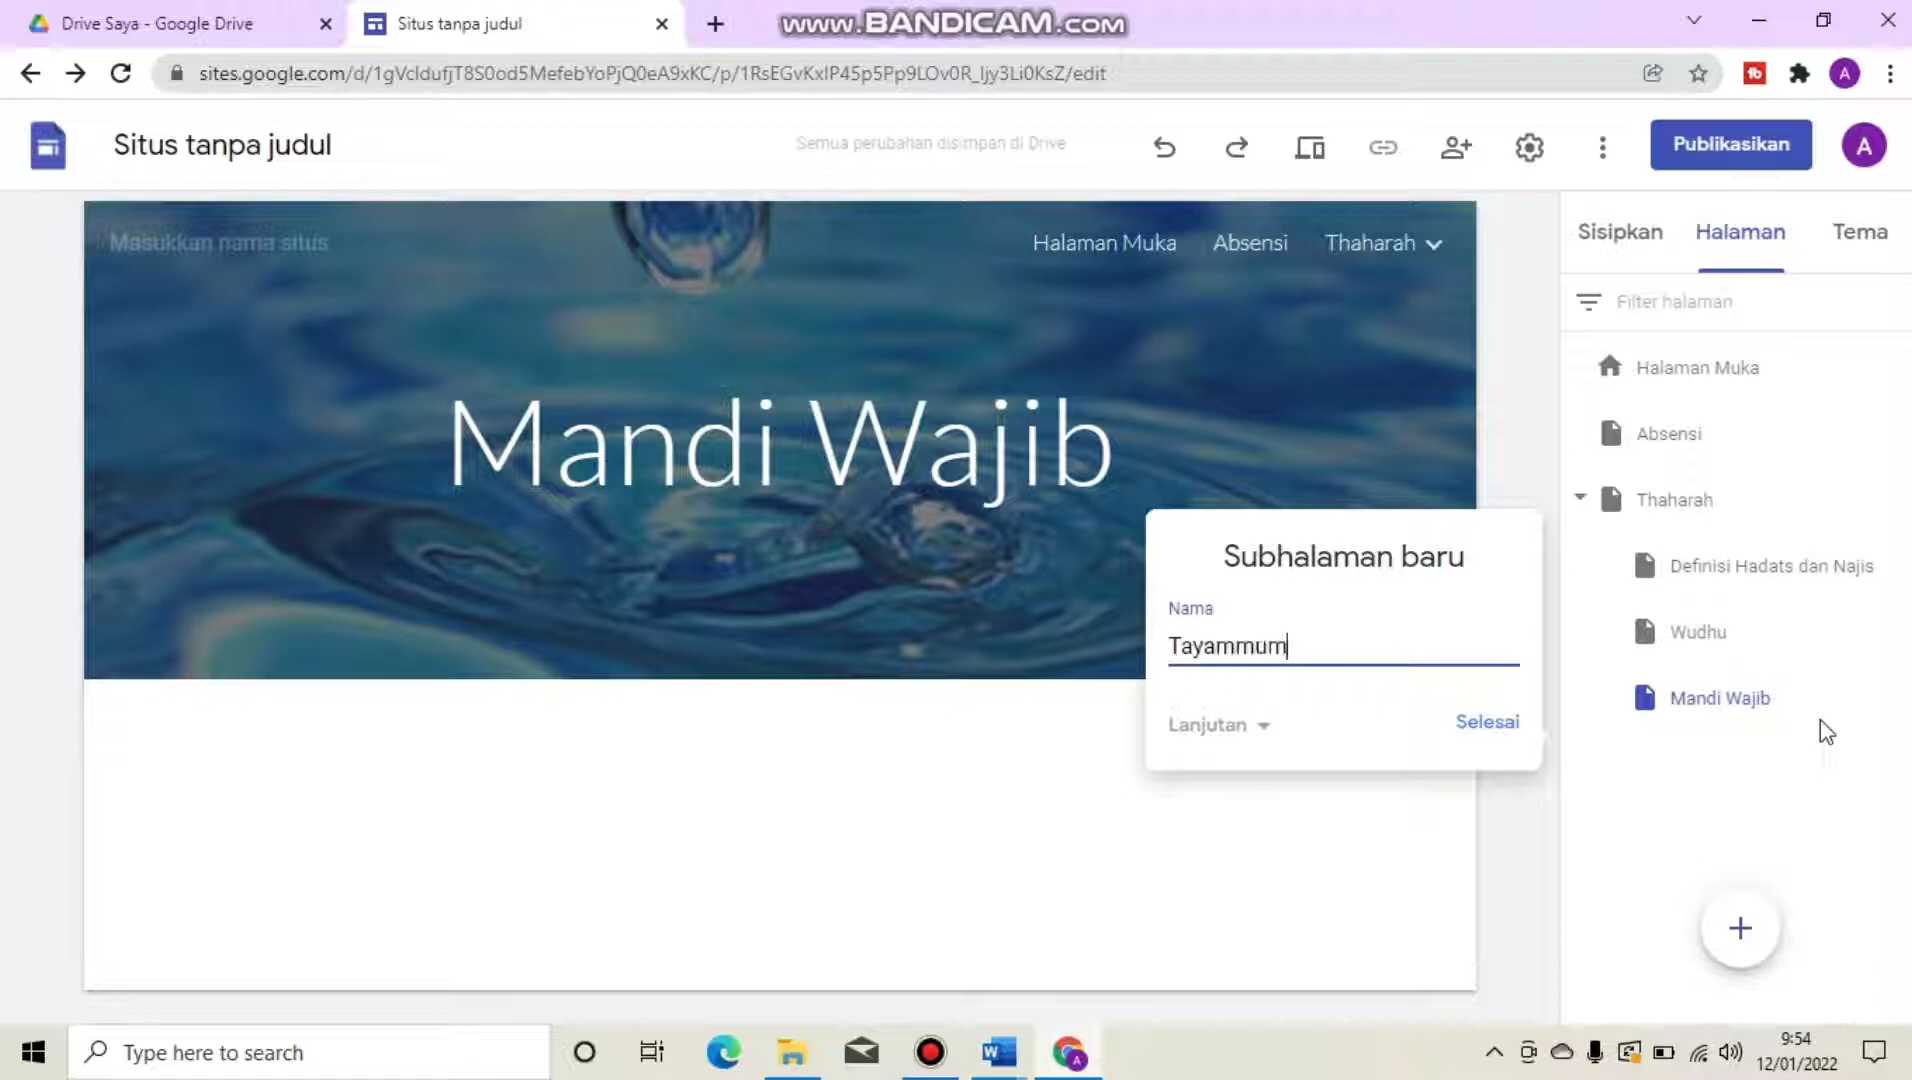 Drive Saya - Google Drive
Situs tanpa judul
www.BANDICAM.com
sites.google.com/d/1gVcldufjT8S0od5MefebYoPjQ0eA9xKC/p/1RsEGvKxIP45p5Pp9LOv0R_Ijy3Li0KsZ/edit
A
Situs tanpa judul
Semua perubahan disimpan di Drive
Publikasikan
A
Masukkan nama situs
Halaman Muka
Absensi
Thaharah
Sisipkan
Halaman
Tema
Filter halaman
Halaman Muka
Absensi
Thaharah
Definisi Hadats dan Najis
Wudhu
Mandi Wajib
Mandi Wajib
Subhalaman baru
Nama
Tayammum
Lanjutan
Selesai
Type here to search
9:54
12/01/2022